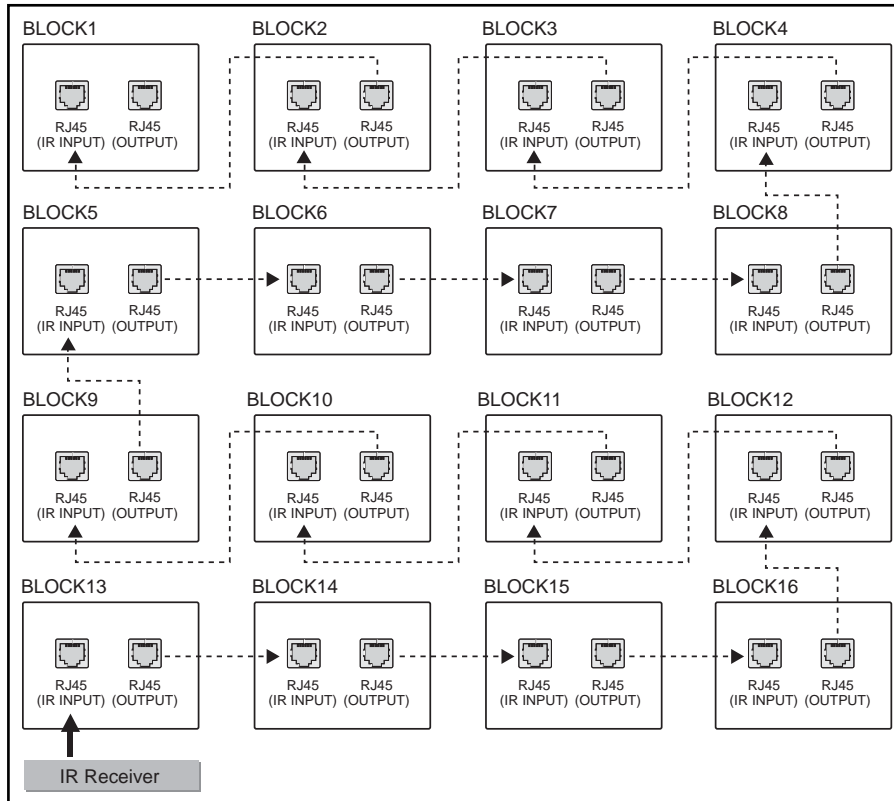 BLOCK1 BLOCK2 BLOCK3 BLOCK4
RJ45 RJ45 RJ45 RJ45 RJ45 RJ45 RJ45 RJ45
(IR INPUT) (OUTPUT) (IR INPUT) (OUTPUT) (IR INPUT) (OUTPUT) (IR INPUT) (OUTPUT)
BLOCK5 BLOCK6 BLOCK7 BLOCK8
RJ45 RJ45 RJ45 RJ45 RJ45 RJ45 RJ45 RJ45
(IR INPUT) (OUTPUT) (IR INPUT) (OUTPUT) (IR INPUT) (OUTPUT) (IR INPUT) (OUTPUT)
BLOCK9 BLOCK10 BLOCK11 BLOCK12
RJ45 RJ45 RJ45 RJ45 RJ45 RJ45 RJ45 RJ45
(IR INPUT) (OUTPUT) (IR INPUT) (OUTPUT) (IR INPUT) (OUTPUT) (IR INPUT) (OUTPUT)
BLOCK13 BLOCK14 BLOCK15 BLOCK16
RJ45 RJ45 RJ45 RJ45 RJ45 RJ45 RJ45 RJ45
(IR INPUT) (OUTPUT) (IR INPUT) (OUTPUT) (IR INPUT) (OUTPUT) (IR INPUT) (OUTPUT)
IR Receiver